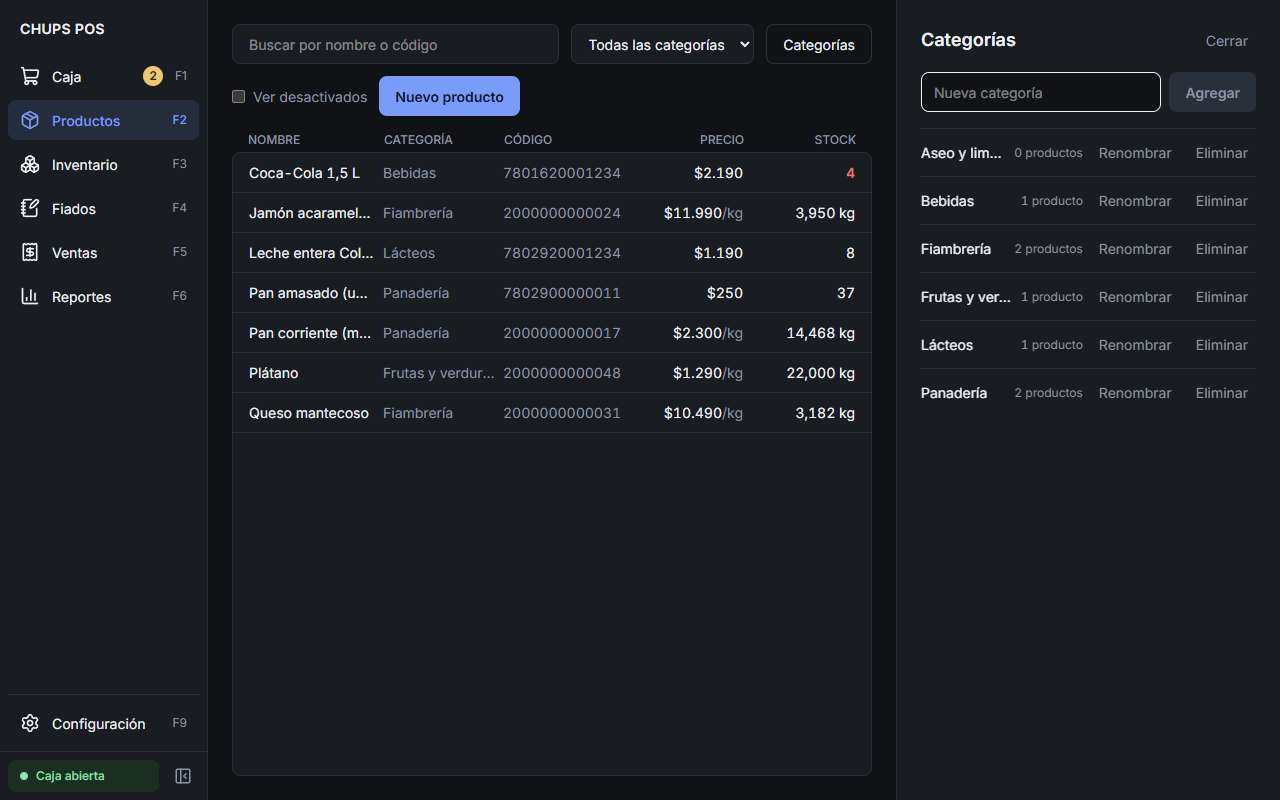 CHUPS POS
Caja 2 F1
Productos F2
Inventario F3
Fiados F4
Ventas F5
Reportes F6
Configuración F9
Caja abierta
Buscar por nombre o código
Todas las categorías
Categorías
Ver desactivados
Nuevo producto
NOMBRE CATEGORÍA CÓDIGO PRECIO STOCK
Coca-Cola 1,5 L Bebidas 7801620001234 $2.190 4
Jamón acaramel... Fiambrería 2000000000024 $11.990/kg 3,950 kg
Leche entera Col... Lácteos 7802920001234 $1.190 8
Pan amasado (u... Panadería 7802900000011 $250 37
Pan corriente (m... Panadería 2000000000017 $2.300/kg 14,468 kg
Plátano Frutas y verdur... 2000000000048 $1.290/kg 22,000 kg
Queso mantecoso Fiambrería 2000000000031 $10.490/kg 3,182 kg
Categorías Cerrar
Nueva categoría Agregar
Aseo y lim... 0 productos Renombrar Eliminar
Bebidas 1 producto Renombrar Eliminar
Fiambrería 2 productos Renombrar Eliminar
Frutas y ver... 1 producto Renombrar Eliminar
Lácteos 1 producto Renombrar Eliminar
Panadería 2 productos Renombrar Eliminar